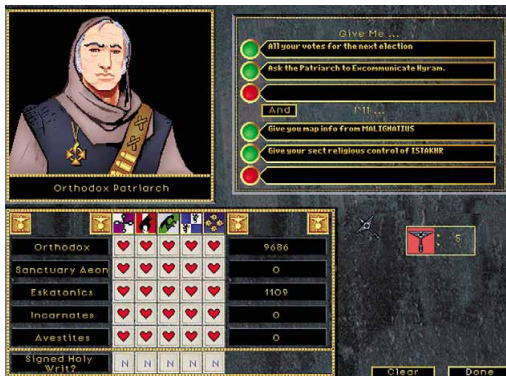 Give Me ...
All your votes for the next election
Ask the Patriarch to Excommunicate Hyram.
And
I'll ...
Give you map info from MALIGNATIUS
Give your sect religious control of ISTAKHR
Orthodox Patriarch
Orthodox 9686
Sanctuary Aeon 0
Eskatonics 1109
Incarnates 0
Avestites 0
Signed Holy
Writ? N N N N N
: 5
Clear Done